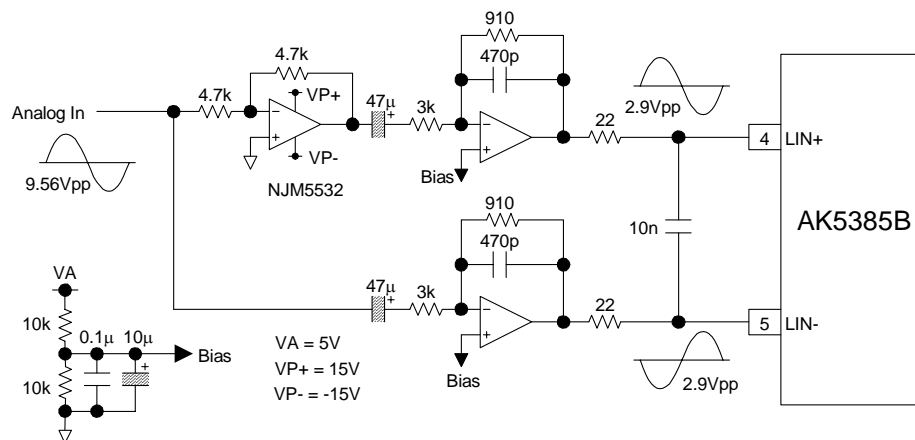 910
4.7k
470p
4.7k
VP+
47µ
+
3k
−
2.9Vpp
Analog In
−
+
+
22
4
LIN+
VP-
Bias
9.56Vpp
NJM5532
910
10n
AK5385B
470p
VA
47µ
+
3k
−
22
5
LIN-
10k
0.1µ
10µ
Bias
+
VA = 5V
+
Bias
2.9Vpp
10k
VP+ = 15V
VP- = -15V